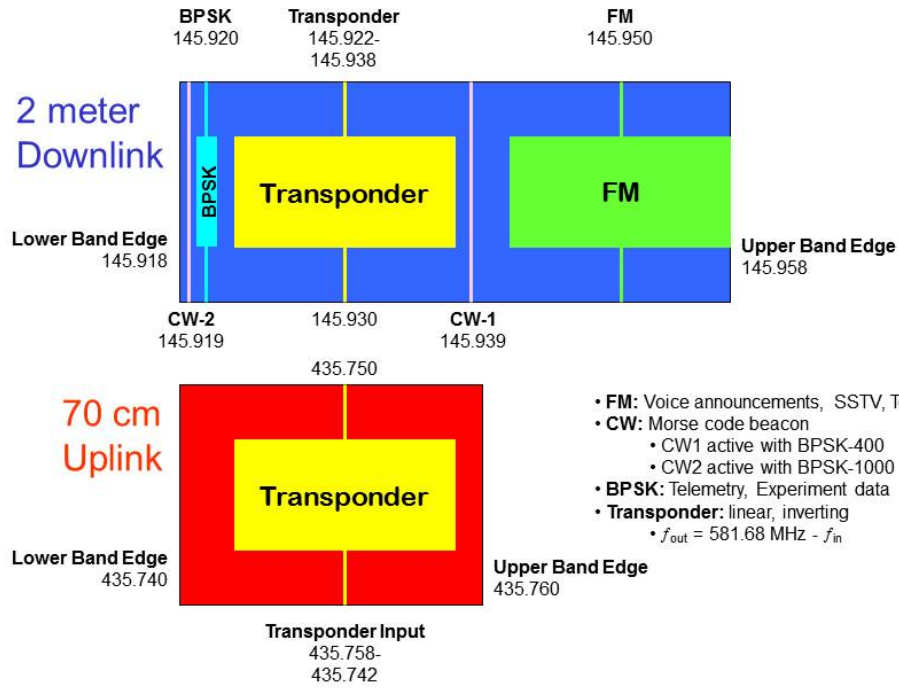 BPSK
145.920
Transponder
145.922-
145.938
FM
145.950
2 meter
Downlink
BPSK
Transponder
FM
Lower Band Edge
145.918
Upper Band Edge
145.958
CW-2
145.919
145.930
CW-1
145.939
435.750
70 cm
Uplink
Transponder
Lower Band Edge
435.740
Upper Band Edge
435.760
Transponder Input
435.758-
435.742
• FM: Voice announcements, SSTV,
• CW: Morse code beacon
• CW1 active with BPSK-400
• CW2 active with BPSK-1000
• BPSK: Telemetry, Experiment data
• Transponder: linear, inverting
• fout = 581.68 MHz - fin